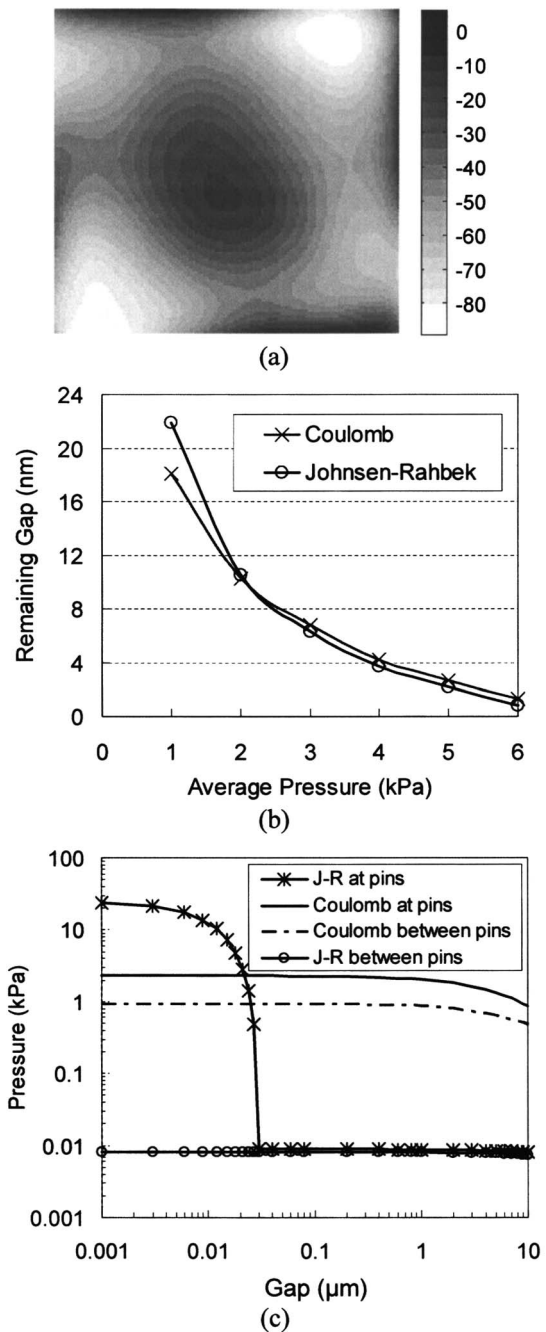 0
-10
-20
-30
-40
-50
-60
-70
-80
(a)
24
20
16
12
8
4
0
Remaining Gap (nm)
Coulomb
Johnsen-Rahbek
0 1 2 3 4 5 6
Average Pressure (kPa)
(b)
100
10
1
0.1
0.01
0.001
Pressure (kPa)
J-R at pins
Coulomb at pins
Coulomb between pins
J-R between pins
0.001 0.01 0.1 1 10
Gap (µm)
(c)